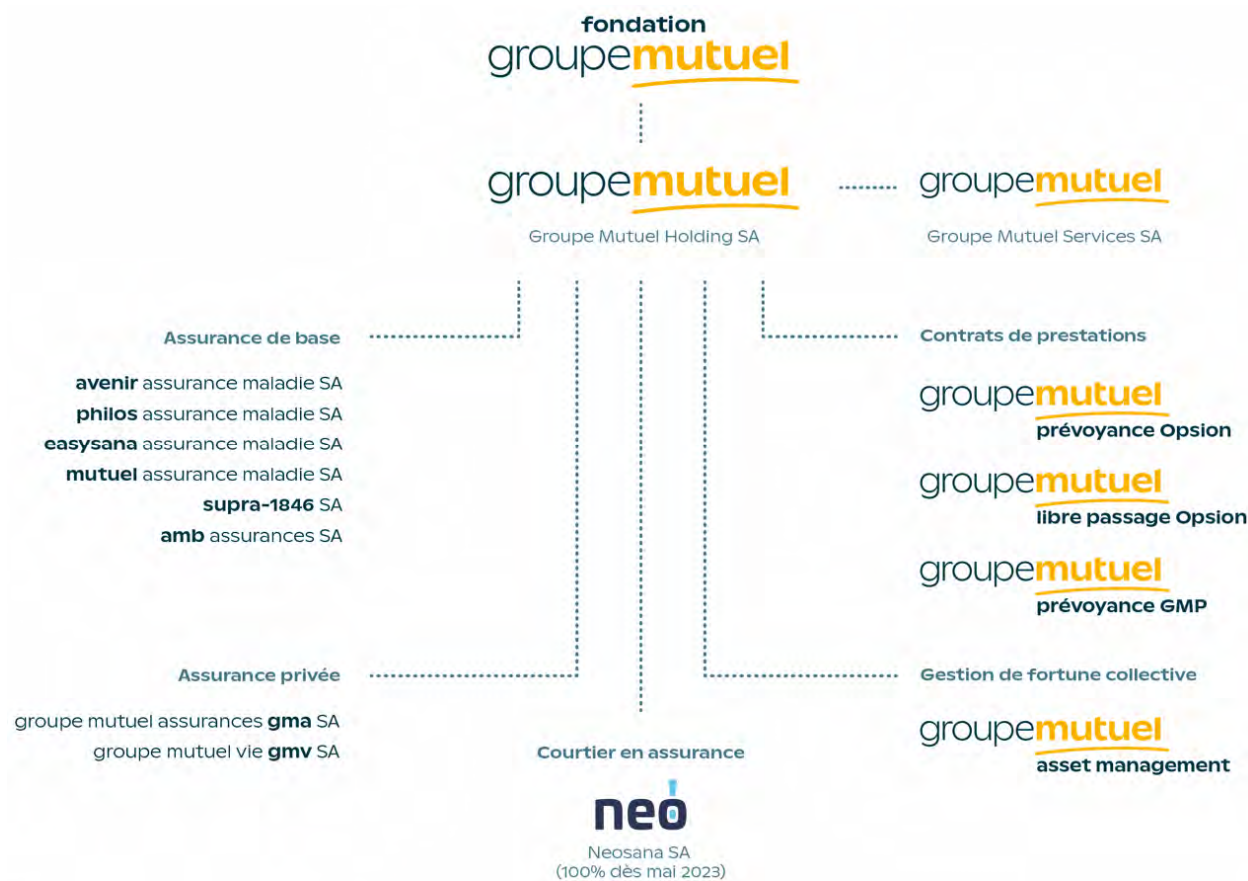 fondation
groupemutuel
groupemutuel
Groupe Mutuel Holding SA
groupemutuel
Groupe Mutuel Services SA
Assurance de base
avenir assurance maladie SA
philos assurance maladie SA
easysana assurance maladie SA
mutuel assurance maladie SA
supra-1846 SA
amb assurances SA
Contrats de prestations
groupemutuel
prévoyance Opsion
groupemutuel
libre passage Opsion
groupemutuel
prévoyance GMP
Assurance privée
groupe mutuel assurances gma SA
groupe mutuel vie gmv SA
Courtier en assurance
neó
Neosana SA
(100% dès mai 2023)
Gestion de fortune collective
groupemutuel
asset management